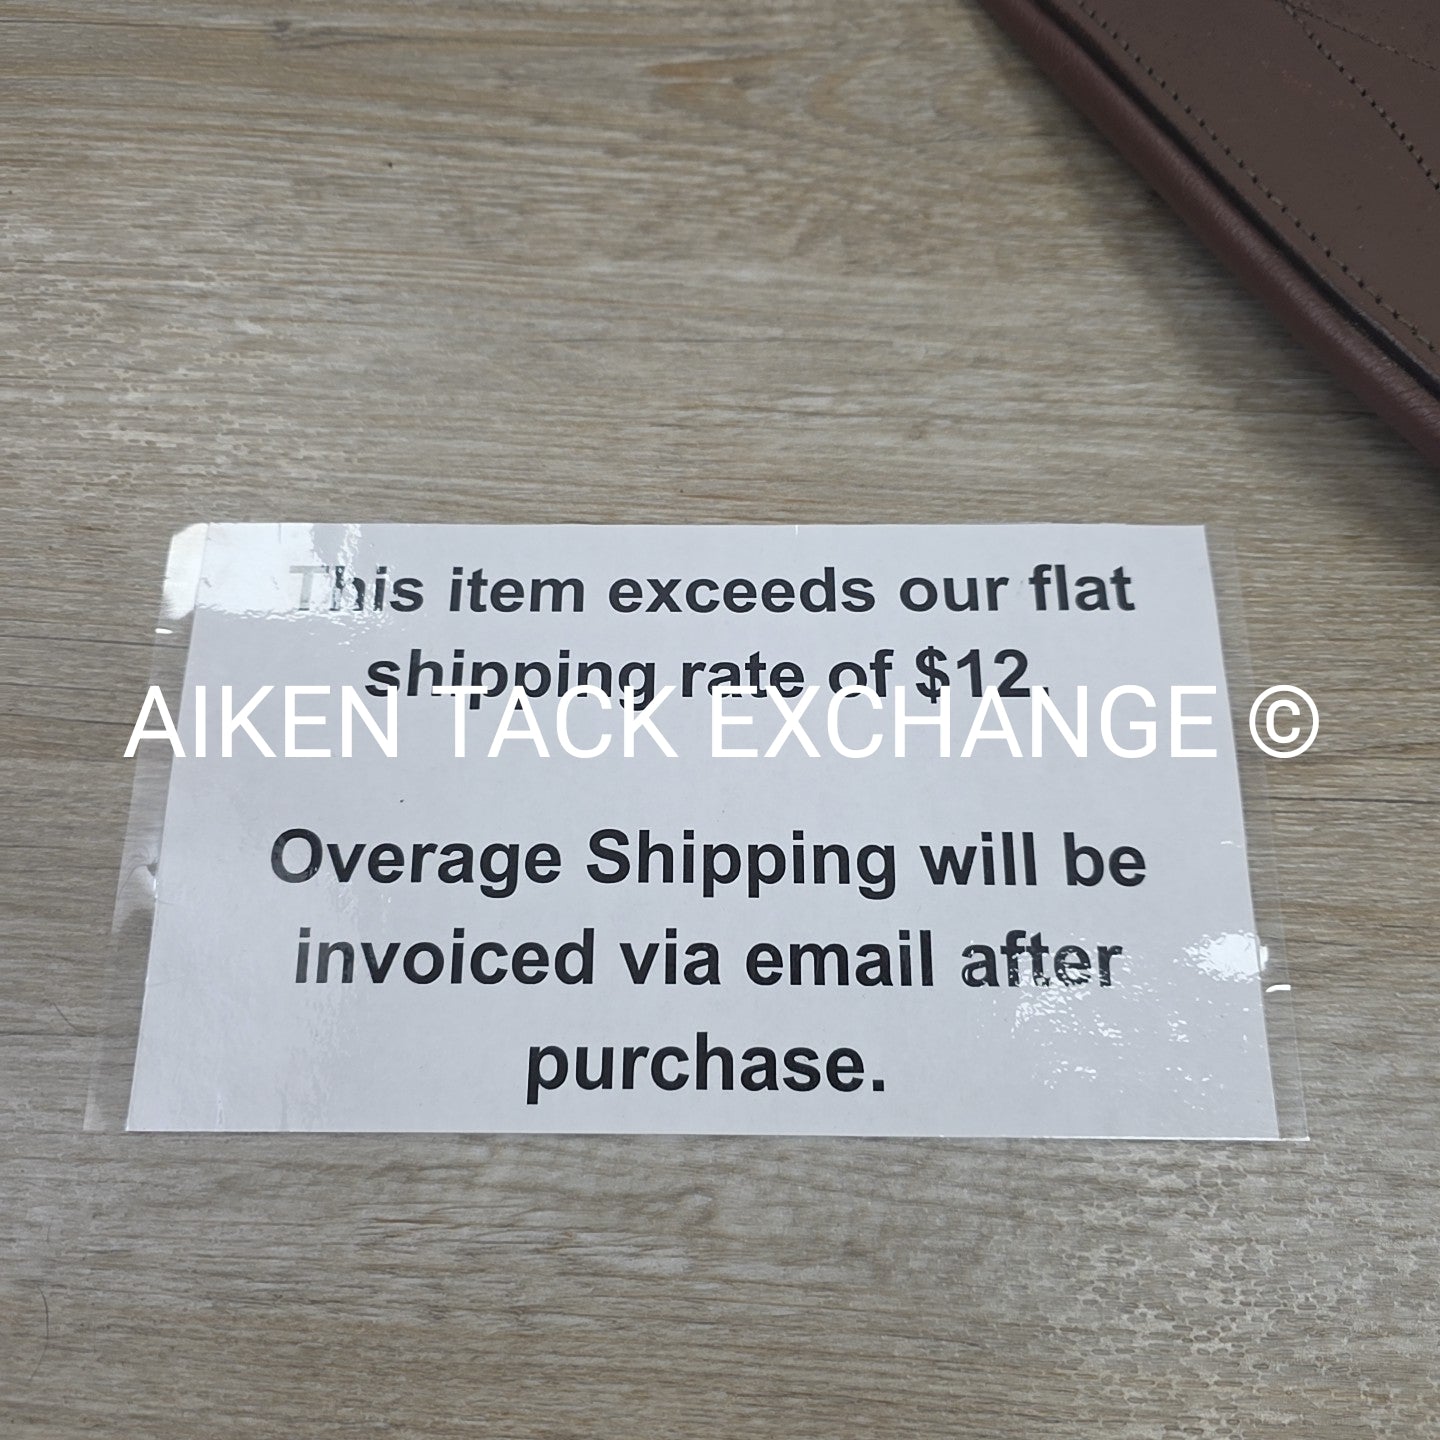 This item exceeds our flat
shipping rate of $12.
AIKEN TACK EXCHANGE ©
Overage Shipping will be
invoiced via email after
purchase.